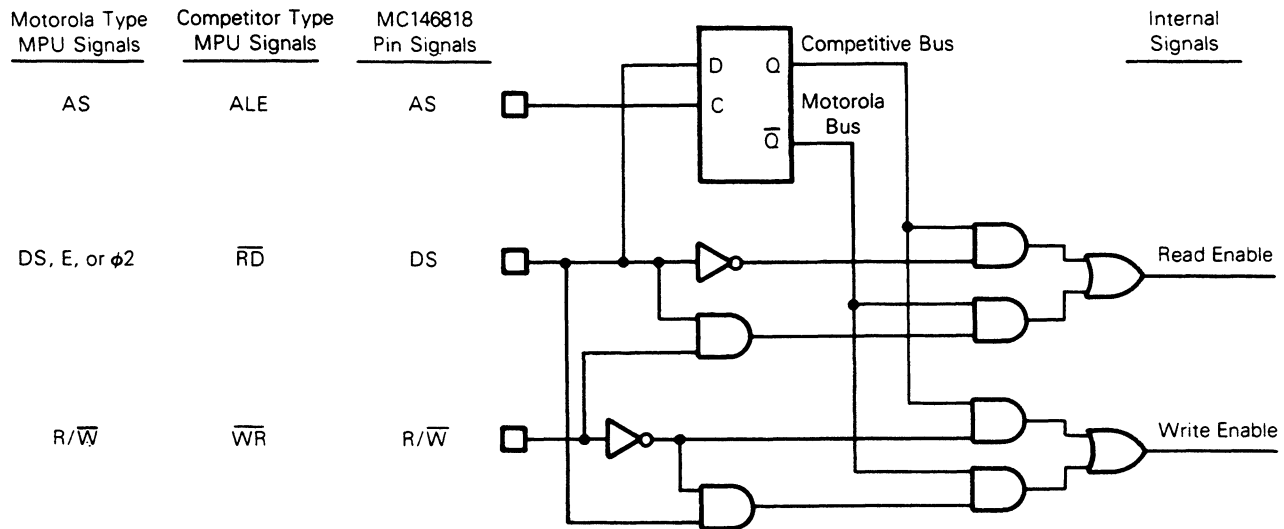 Motorola Type
MPU Signals
Competitor Type
MPU Signals
MC146818
Pin Signals
Internal
Signals
AS
ALE
AS
D
Q
C
Q̅
Competitive Bus
Motorola
Bus
DS, E, or ϕ2
R̅D̅
DS
Read Enable
R/W̅
W̅R̅
R/W̅
Write Enable